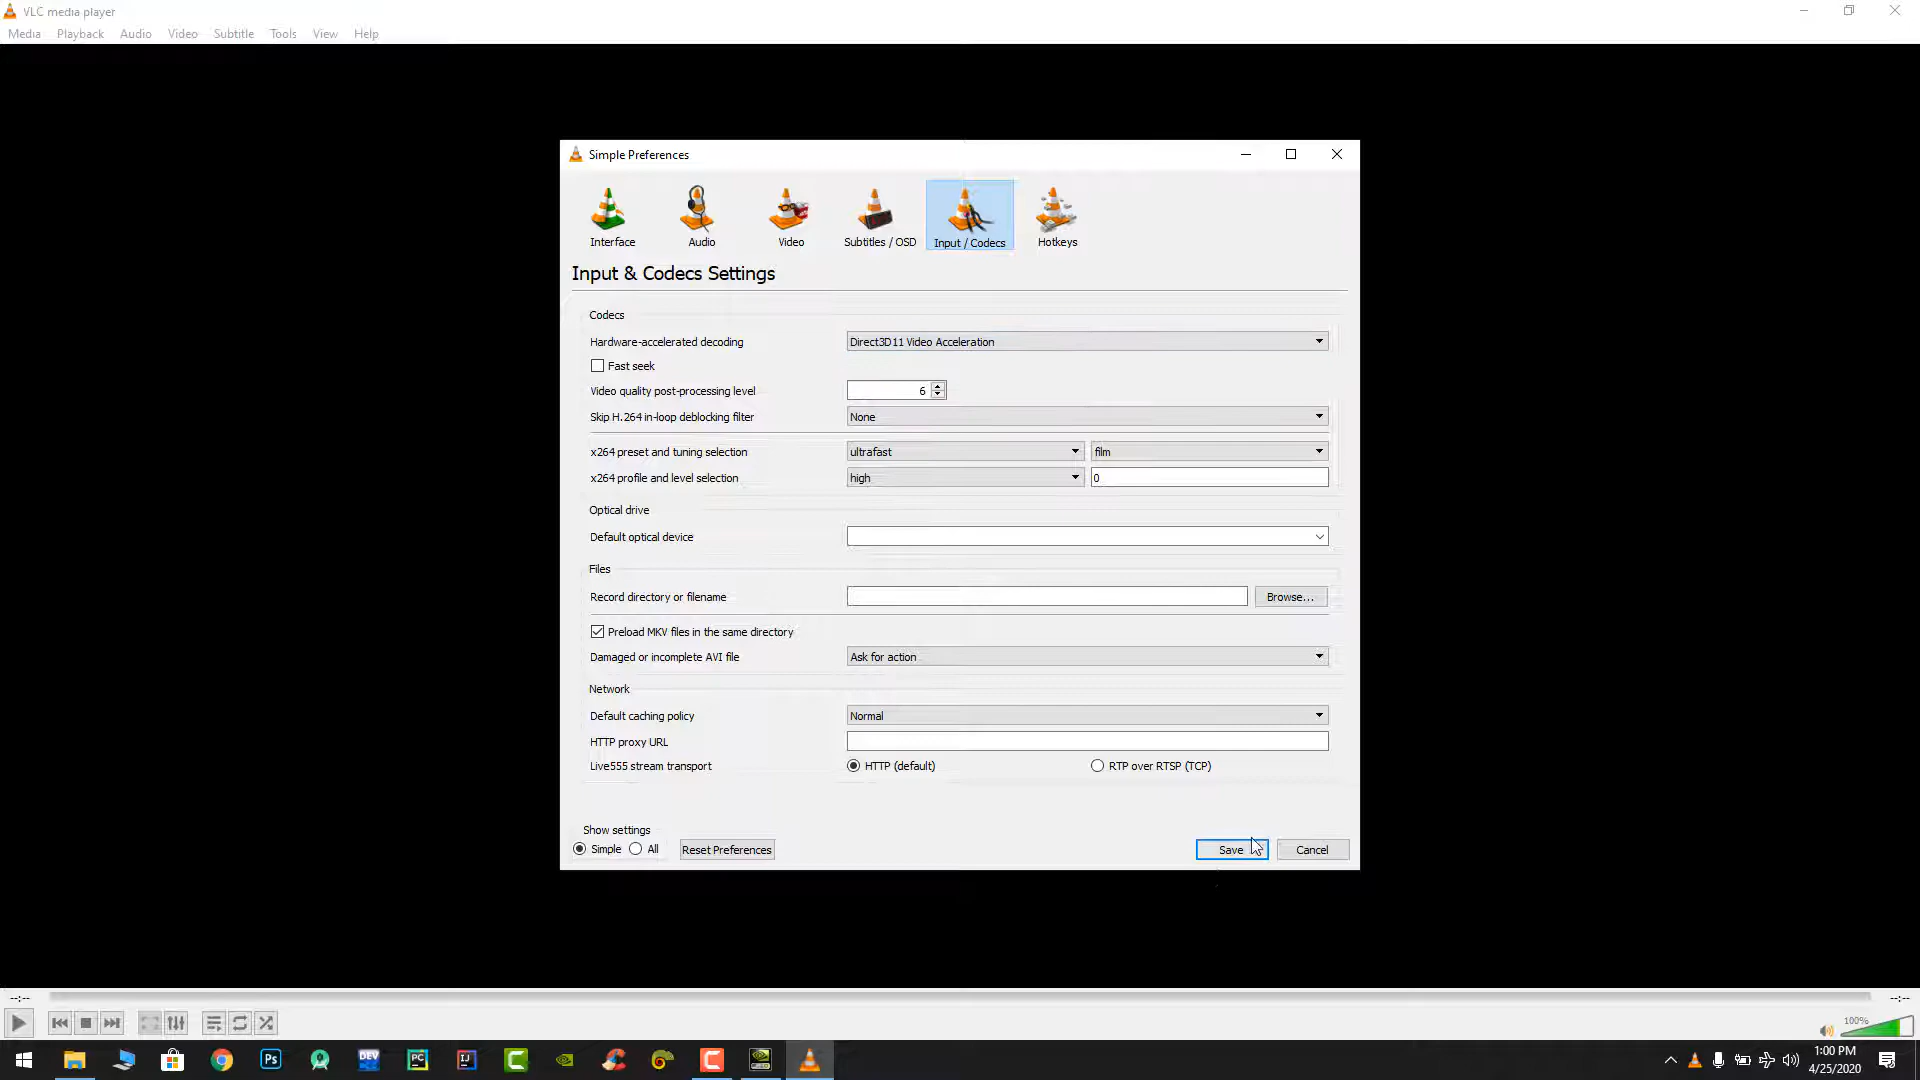 VLC media player
Media Playback Audio Video Subtitle Tools View Help
Simple Preferences
Interface Audio Video Subtitles / OSD Input / Codecs Hotkeys
Input & Codecs Settings
Codecs
Hardware-accelerated decoding Direct3D11 Video Acceleration
Fast seek
Video quality post-processing level 6
Skip H.264 in-loop deblocking filter None
x264 preset and tuning selection ultrafast film
x264 profile and level selection high 0
Optical drive
Default optical device
Files
Record directory or filename Browse...
Preload MKV files in the same directory
Damaged or incomplete AVI file Ask for action
Network
Default caching policy Normal
HTTP proxy URL
Live555 stream transport HTTP (default) RTP over RTSP (TCP)
Show settings
Simple All Reset Preferences Save Cancel
--:-- --:--
100%
Ps DEV PC IJ C C
1:00 PM
4/25/2020